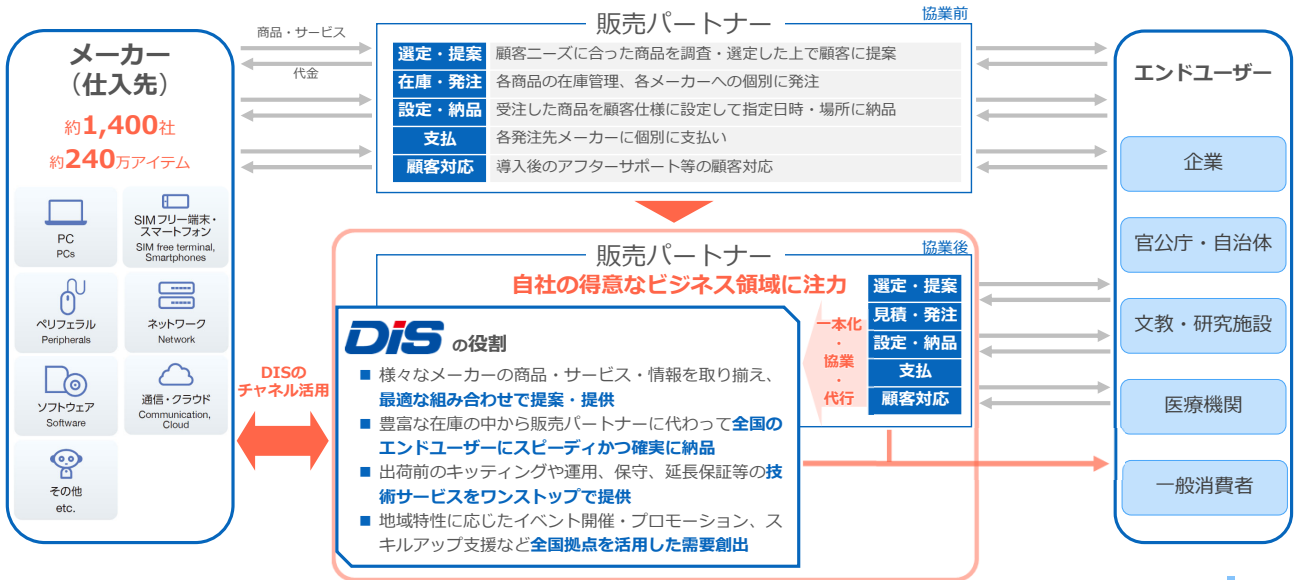 メーカー
(仕入先)
約1,400社
約240万アイテム
PC
PCs
SIMフリー端末・
スマートフォン
SIM free terminal,
Smartphones
ペリフェラル
Peripherals
ネットワーク
Network
ソフトウェア
Software
通信・クラウド
Communication,
Cloud
その他
etc.
商品・サービス
代金
販売パートナー
協業前
選定・提案 顧客ニーズに合った商品を調査・選定した上で顧客に提案
在庫・発注 各商品の在庫管理、各メーカーへの個別に発注
設定・納品 受注した商品を顧客仕様に設定して指定日時・場所に納品
支払 各発注先メーカーに個別に支払い
顧客対応 導入後のアフターサポート等の顧客対応
販売パートナー
協業後
自社の得意なビジネス領域に注力
選定・提案
見積・発注
設定・納品
支払
顧客対応
一本化
・
協業
・
代行
DISの
チャネル活用
DiS の役割
■ 様々なメーカーの商品・サービス・情報を取り揃え、
最適な組み合わせで提案・提供
■ 豊富な在庫の中から販売パートナーに代わって全国の
エンドユーザーにスピーディかつ確実に納品
■ 出荷前のキッティングや運用、保守、延長保証等の技
術サービスをワンストップで提供
■ 地域特性に応じたイベント開催・プロモーション、ス
キルアップ支援など全国拠点を活用した需要創出
エンドユーザー
企業
官公庁・自治体
文教・研究施設
医療機関
一般消費者